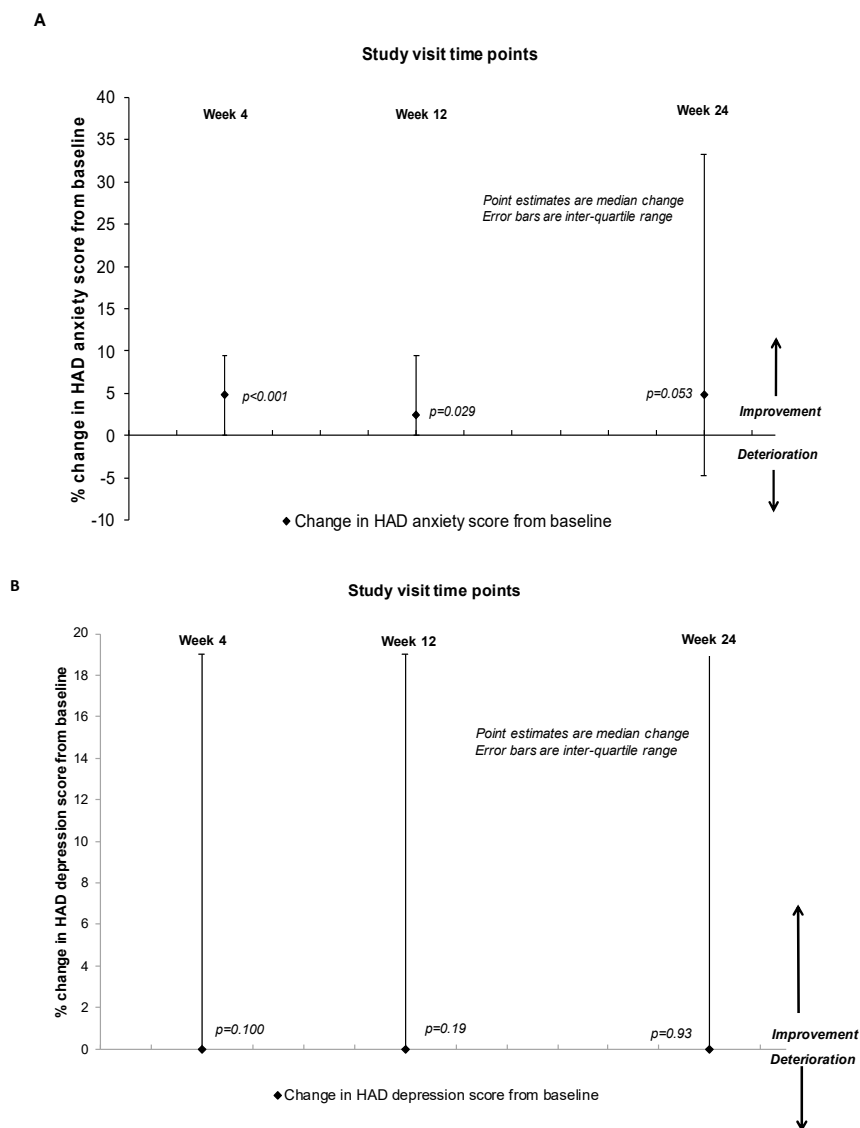 A
Study visit time points
% change in HAD anxiety score from baseline
40
35
30
25
20
15
10
5
0
-5
-10
Week 4
Week 12
Week 24
Point estimates are median change
Error bars are inter-quartile range
p<0.001
p=0.029
p=0.053
Improvement
Deterioration
Change in HAD anxiety score from baseline
B
Study visit time points
% change in HAD depression score from baseline
20
18
16
14
12
10
8
6
4
2
0
Week 4
Week 12
Week 24
Point estimates are median change
Error bars are inter-quartile range
p=0.100
p=0.19
p=0.93
Improvement
Deterioration
Change in HAD depression score from baseline